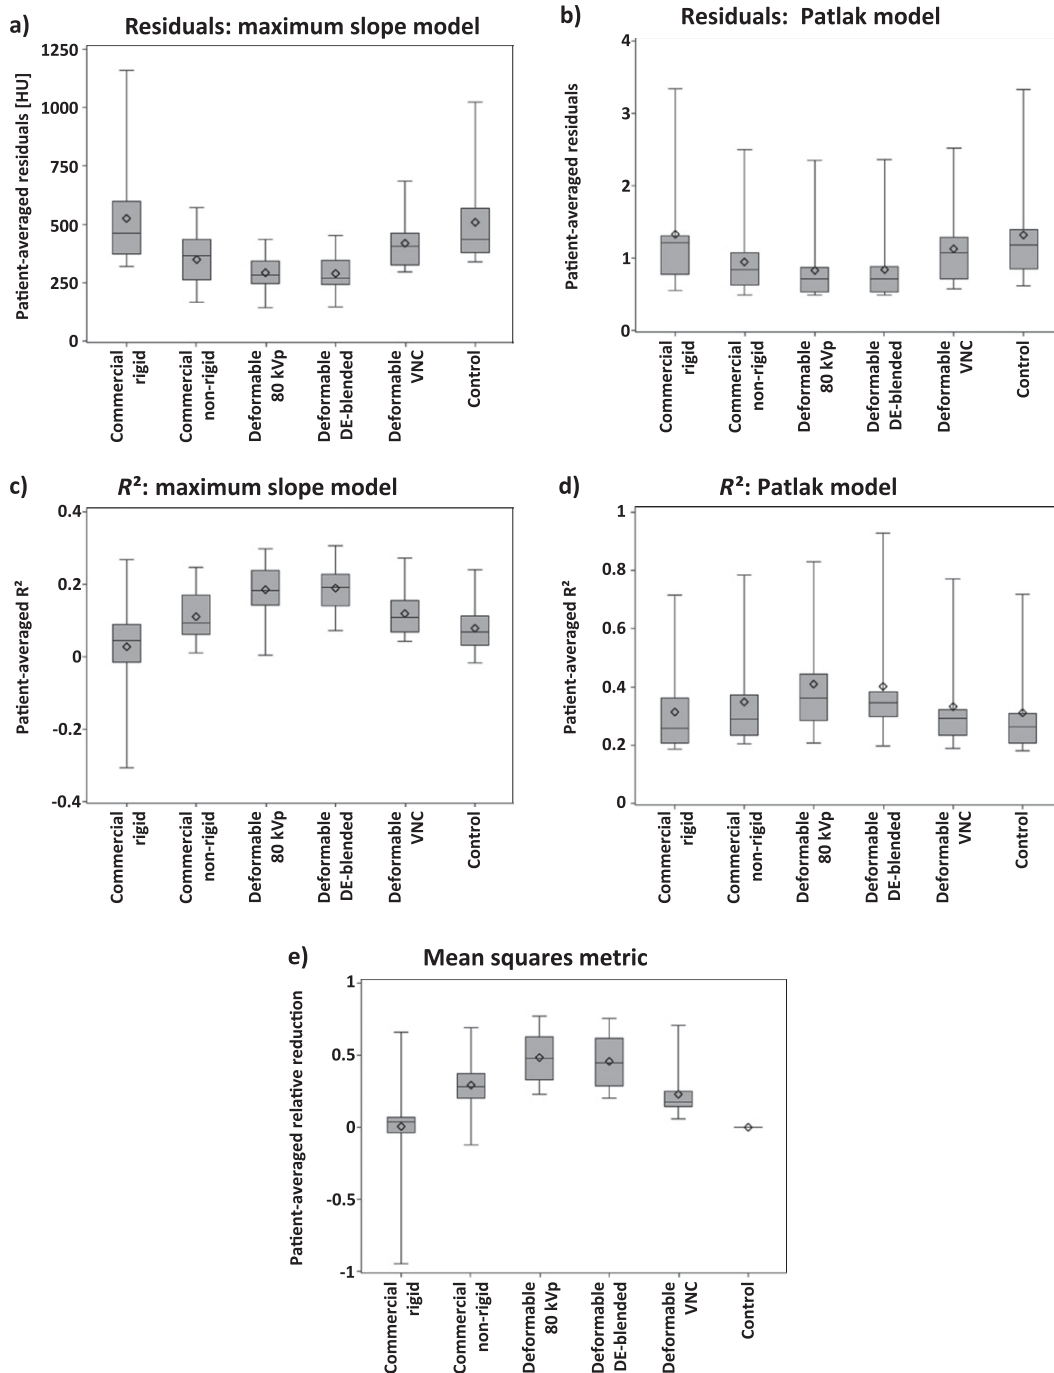 a)
Residuals: maximum slope model
Patient-averaged residuals [HU]
1250
1000
750
500
250
0
Commercial
rigid
Commercial
non-rigid
Deformable
80 kVp
Deformable
DE-blended
Deformable
VNC
Control
b)
Residuals: Patlak model
Patient-averaged residuals
4
3
2
1
0
Commercial
rigid
Commercial
non-rigid
Deformable
80 kVp
Deformable
DE-blended
Deformable
VNC
Control
c)
R²: maximum slope model
Patient-averaged R²
0.4
0.2
0
-0.2
-0.4
Commercial
rigid
Commercial
non-rigid
Deformable
80 kVp
Deformable
DE-blended
Deformable
VNC
Control
d)
R²: Patlak model
Patient-averaged R²
1
0.8
0.6
0.4
0.2
0
Commercial
rigid
Commercial
non-rigid
Deformable
80 kVp
Deformable
DE-blended
Deformable
VNC
Control
e)
Mean squares metric
Patient-averaged relative reduction
1
0.5
0
-0.5
-1
Commercial
rigid
Commercial
non-rigid
Deformable
80 kVp
Deformable
DE-blended
Deformable
VNC
Control